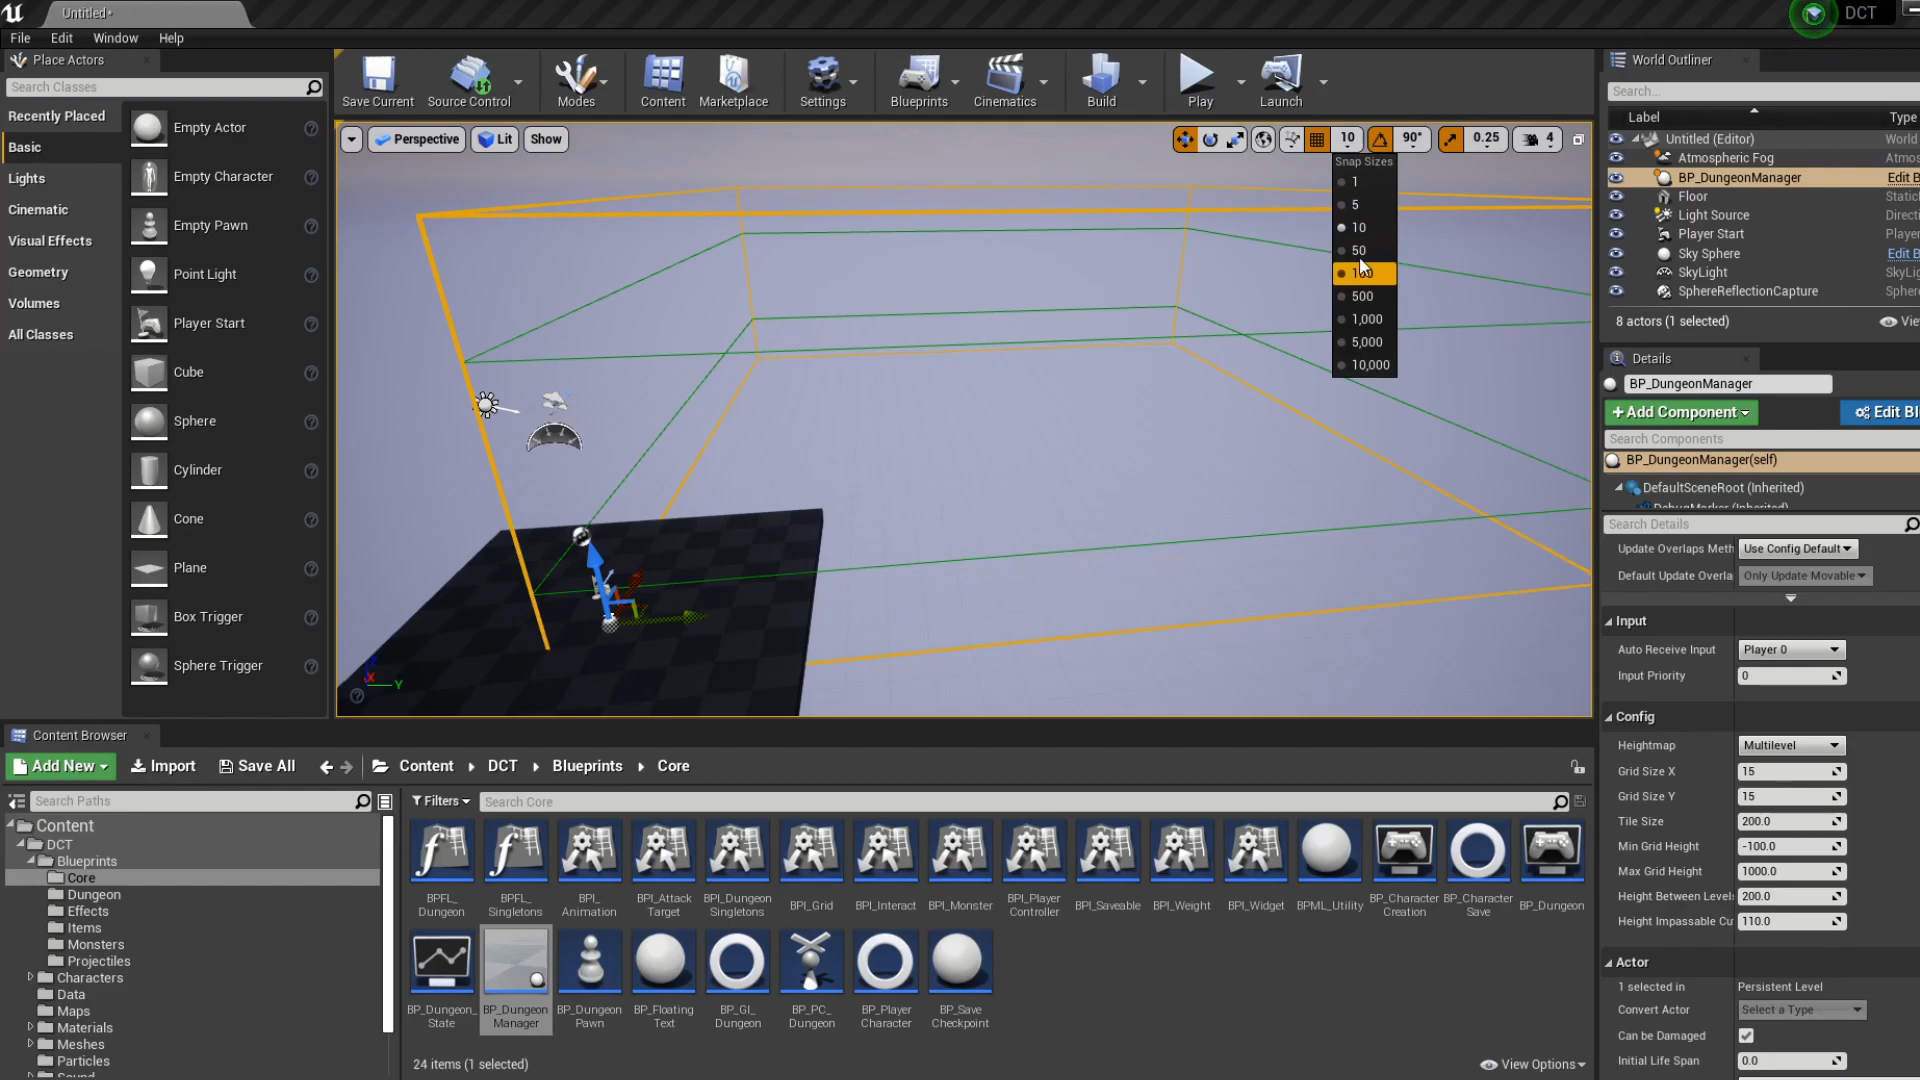 Untitled*
DCT
File Edit Window Help
Place Actors
Search Classes
Recently Placed
Basic
Lights
Cinematic
Visual Effects
Geometry
Volumes
All Classes
Empty Actor
Empty Character
Empty Pawn
Point Light
Player Start
Cube
Sphere
Cylinder
Cone
Plane
Box Trigger
Sphere Trigger
Save Current
Source Control
Modes
Content
Marketplace
Settings
Blueprints
Cinematics
Build
Play
Launch
Perspective
Lit
Show
10
90°
0.25
4
Snap Sizes
1
5
10
50
100
500
1,000
5,000
10,000
X
Y
World Outliner
Search...
Label Type
Untitled (Editor) World
Atmospheric Fog Atmos
BP_DungeonManager Edit B
Floor Static
Light Source Directi
Player Start Player
Sky Sphere Edit B
SkyLight SkyLig
SphereReflectionCapture Sphere
8 actors (1 selected) Vie
Details
BP_DungeonManager
+Add Component
Edit Bl
Search Components
BP_DungeonManager(self)
DefaultSceneRoot (Inherited)
DebugMarker (Inherited)
Search Details
Update Overlaps Meth Use Config Default
Default Update Overla Only Update Movable
Input
Auto Receive Input Player 0
Input Priority 0
Config
Heightmap Multilevel
Grid Size X 15
Grid Size Y 15
Tile Size 200.0
Min Grid Height -100.0
Max Grid Height 1000.0
Height Between Levels 200.0
Height Impassable Cu 110.0
Actor
1 selected in Persistent Level
Convert Actor Select a Type
Can be Damaged
Initial Life Span 0.0
Content Browser
Add New Import Save All Content DCT Blueprints Core
Search Paths
Filters
Search Core
Content
DCT
Blueprints
Core
Dungeon
Effects
Items
Monsters
Projectiles
Characters
Data
Maps
Materials
Meshes
Particles
Sound
BPFL_
Dungeon
BPFL_
Singletons
BPI_
Animation
BPI_Attack
Target
BPI_Dungeon
Singletons
BPI_Grid
BPI_Interact
BPI_Monster
BPI_Player
Controller
BPI_Saveable
BPI_Weight
BPI_Widget
BPML_Utility
BP_Character
Creation
BP_Character
Save
BP_Dungeon
BP_Dungeon_
State
BP_Dungeon
Manager
BP_Dungeon
Pawn
BP_Floating
Text
BP_GI_
Dungeon
BP_PC_
Dungeon
BP_Player
Character
BP_Save
Checkpoint
24 items (1 selected)
View Options